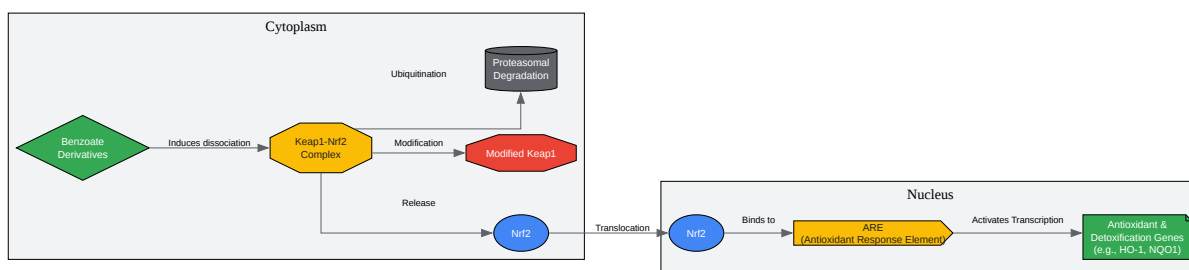 Cytoplasm
Ubiquitination
Proteasomal
Degradation
Benzoate
Derivatives
Induces dissociation
Keap1-Nrf2
Complex
Modification
Modified Keap1
Release
Nrf2
Translocation
Nucleus
Nrf2
Binds to
ARE
(Antioxidant Response Element)
Activates Transcription
Antioxidant &
Detoxification Genes
(e.g., HO-1, NQO1)